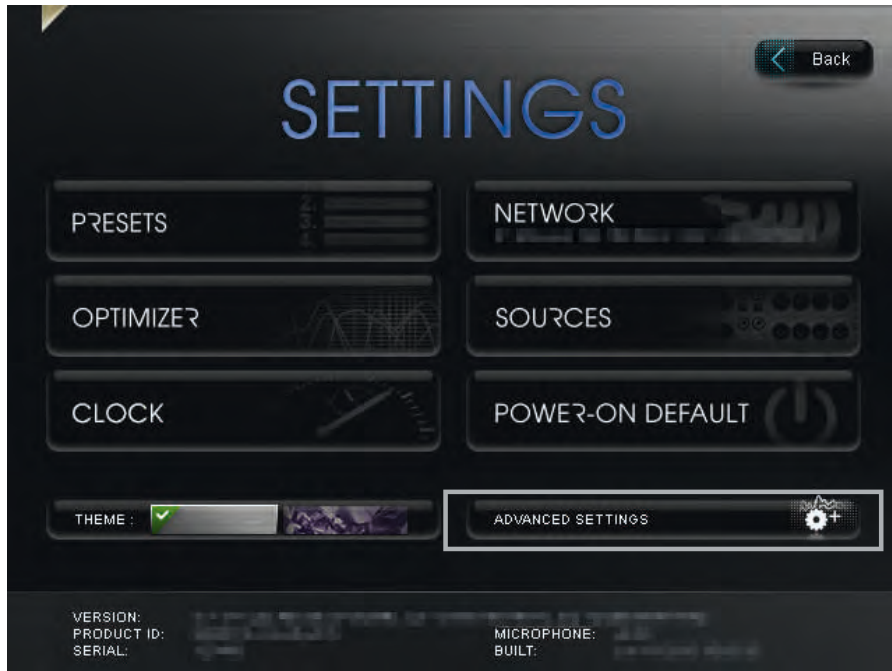 Back
SETTINGS
PRESETS
NETWORK
OPTIMIZER
SOURCES
CLOCK
POWER-ON DEFAULT
THEME :
ADVANCED SETTINGS
VERSION:
PRODUCT ID:
MICROPHONE:
SERIAL:
BUILT: